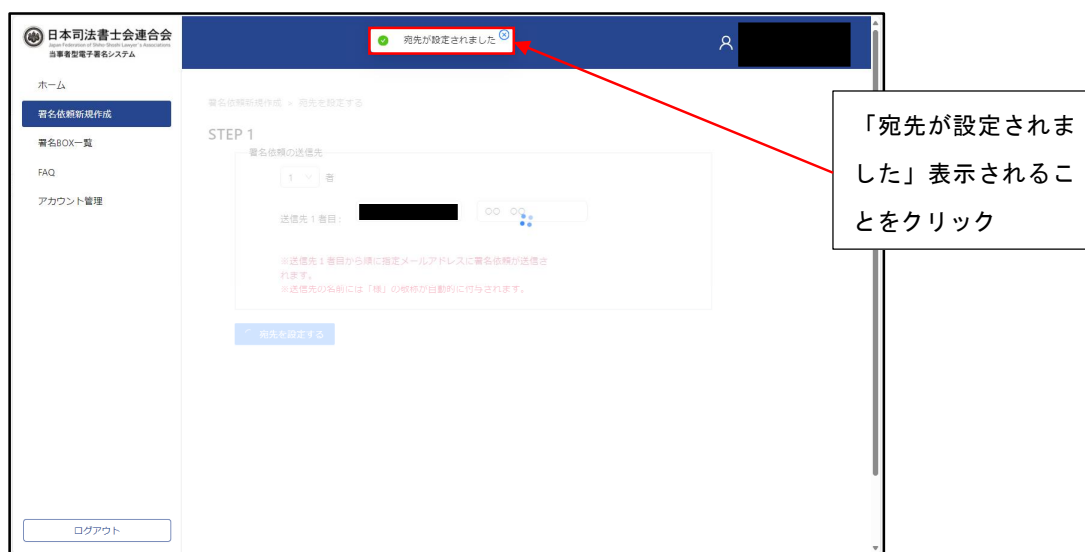 日本司法書士会連合会
Japan Federation of Shiho-Shoshi Lawyer's Associations
当事者型電子署名システム
宛先が設定されました
ホーム
署名依頼新規作成
署名BOX一覧
FAQ
アカウント管理
ログアウト
署名依頼新規作成 > 宛先を設定する
STEP 1
署名依頼の送信先
1 者
送信先1者目:
○○ ○○
※送信先1者目から順に指定メールアドレスに署名依頼が送信さ
れます。
※送信先の名前には「様」の敬称が自動的に付与されます。
宛先を設定する
「宛先が設定されま
した」表示されるこ
とをクリック